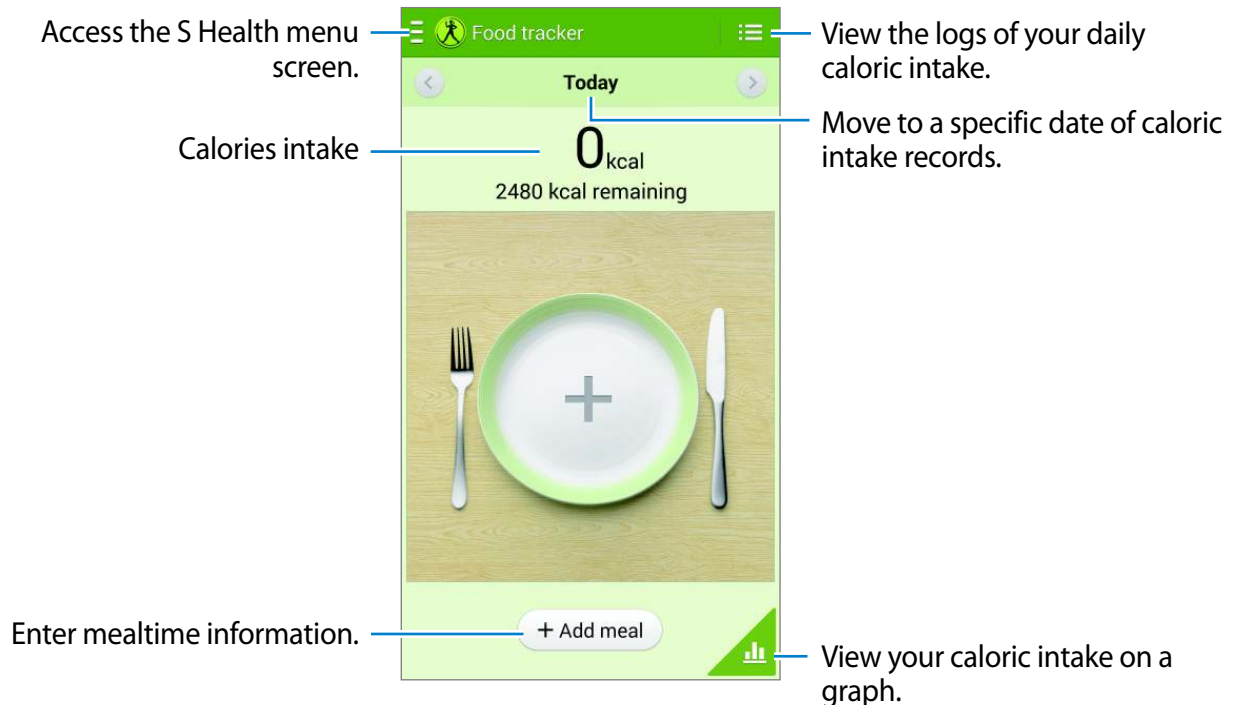 Access the S Health menu
screen.
Food tracker
View the logs of your daily
caloric intake.
Today
Move to a specific date of caloric
intake records.
Calories intake
0kcal
2480 kcal remaining
Enter mealtime information.
+ Add meal
View your caloric intake on a
graph.